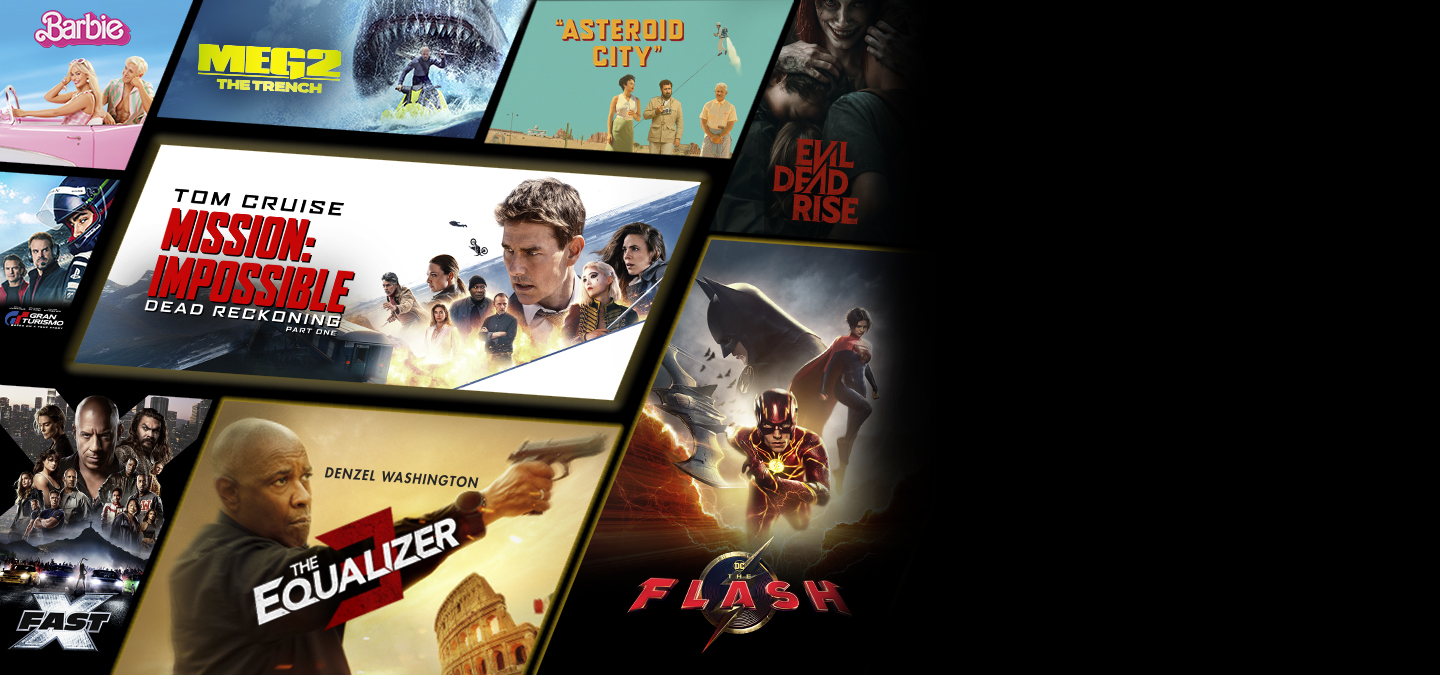 Barbie
MEG2
THE TRENCH
"ASTEROID
CITY"
EVIL
DEAD
RISE
TOM CRUISE
MISSION:
IMPOSSIBLE
DEAD RECKONING
PART ONE
GRAN
TURISMO
FAST X
DENZEL WASHINGTON
THE
EQUALIZER
3
DC
THE
FLASH